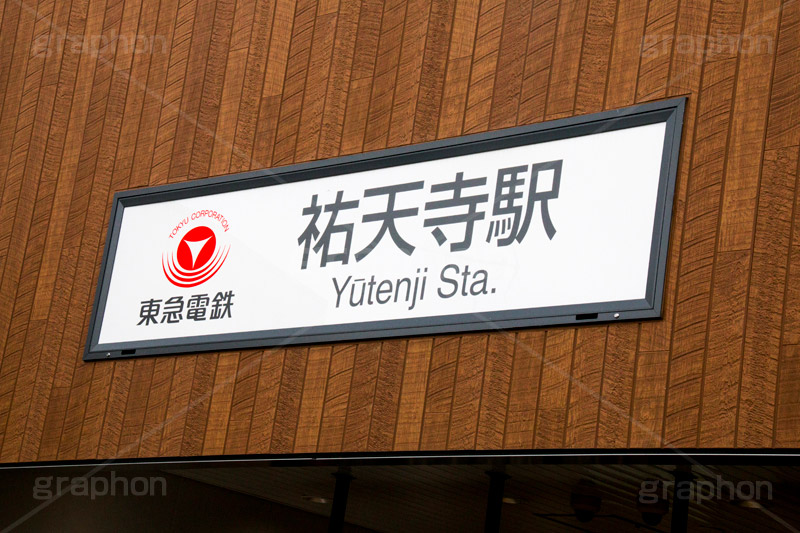 graphon graphon
TOKYU CORPORATION
東急電鉄
祐天寺駅
Yūtenji Sta.
graphon graphon